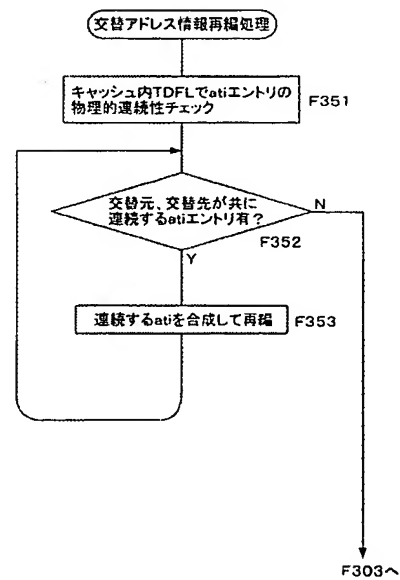 交替アドレス情報再編処理
キャッシュ内TDFLでatiエントリの
物理的連続性チェック
F351
交替元、交替先が共に
連続するatiエントリ有？
N
F352
Y
連続するatiを合成して再編
F353
F303へ